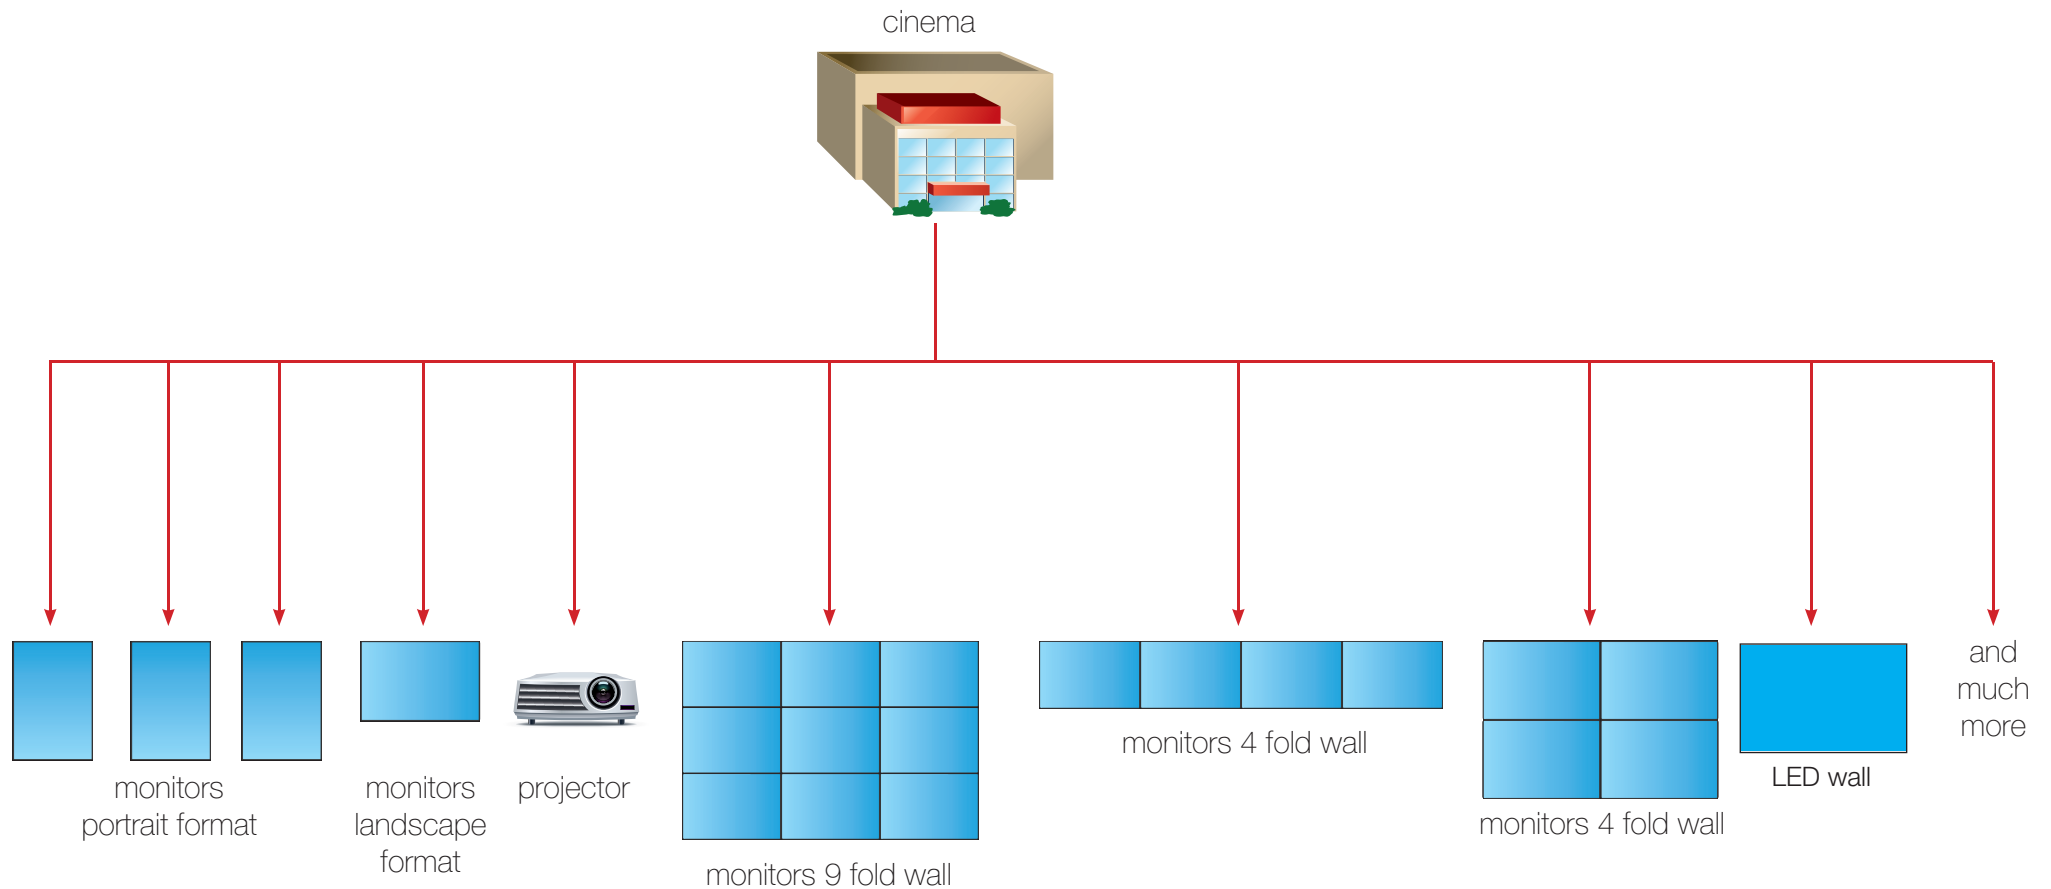 cinema
monitors
portrait format
monitors
landscape
format
projector
monitors 9 fold wall
monitors 4 fold wall
monitors 4 fold wall
LED wall
and
much
more